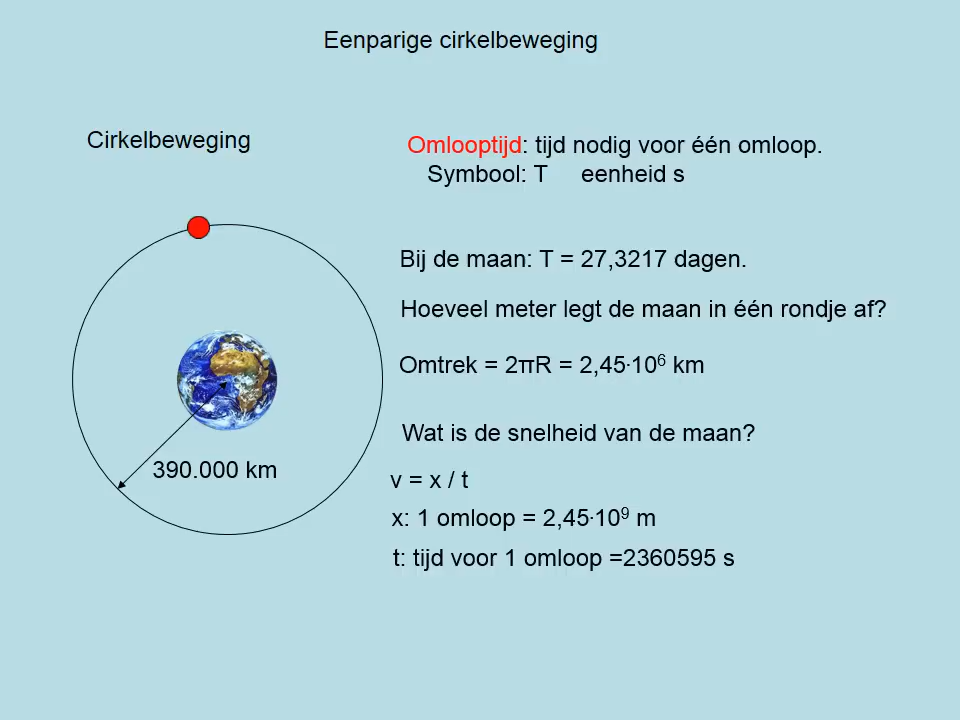 Eenparige cirkelbeweging
Cirkelbeweging
Omlooptijd: tijd nodig voor één omloop.
Symbool: T eenheid s
Bij de maan: T = 27,3217 dagen.
Hoeveel meter legt de maan in één rondje af?
Omtrek = 2πR = 2,45·10⁶ km
Wat is de snelheid van de maan?
390.000 km
v = x / t
x: 1 omloop = 2,45·10⁹ m
t: tijd voor 1 omloop =2360595 s